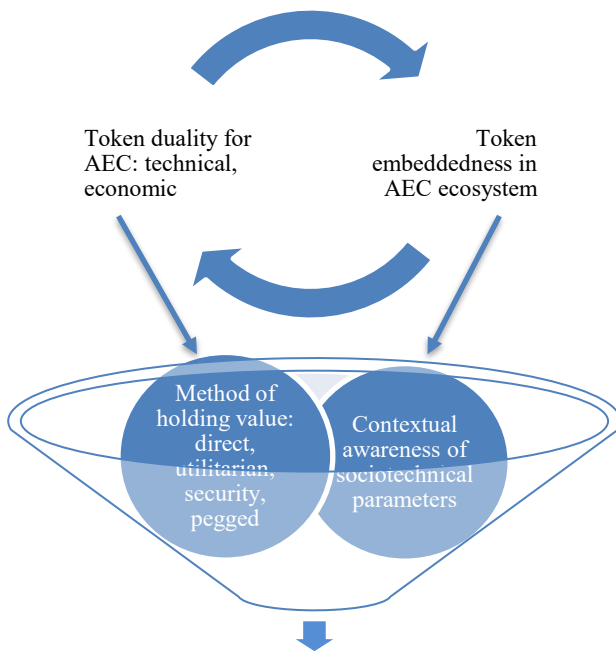 Token duality for
AEC: technical,
economic
Token
embeddedness in
AEC ecosystem
Method of
holding value:
direct,
utilitarian,
security,
pegged
Contextual
awareness of
sociotechnical
parameters